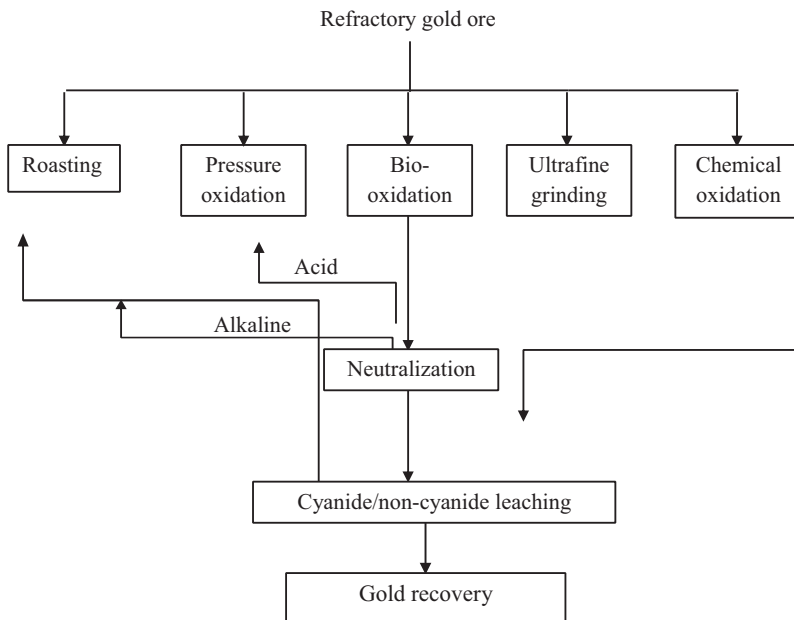 Refractory gold ore
Roasting
Pressure
oxidation
Bio-
oxidation
Ultrafine
grinding
Chemical
oxidation
Acid
Alkaline
Neutralization
Cyanide/non-cyanide leaching
Gold recovery